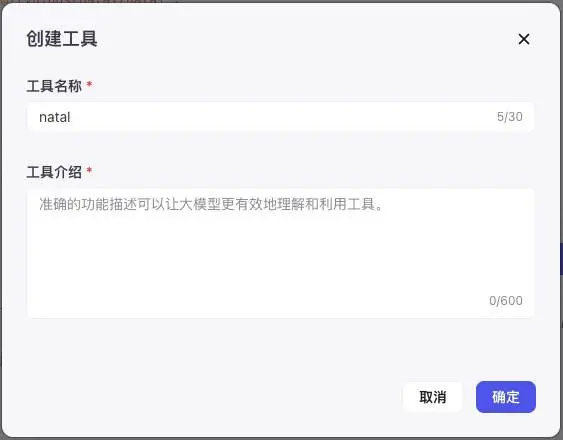 创建工具
工具名称 *
natal
5/30
工具介绍 *
准确的功能描述可以让大模型更有效地理解和利用工具。
0/600
取消
确定